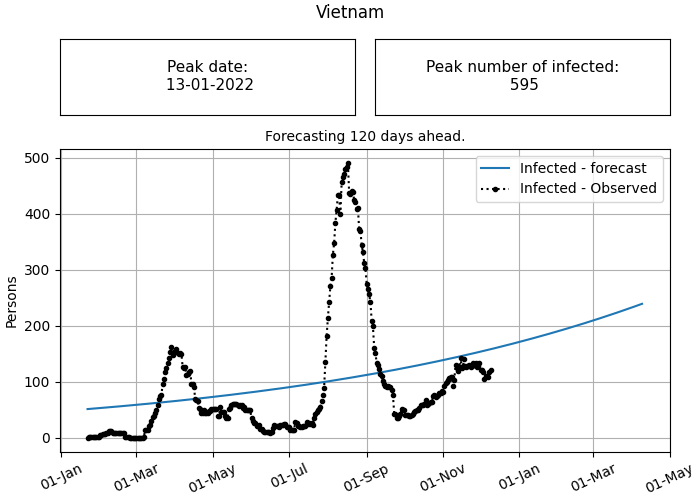 Vietnam
Peak date:
13-01-2022
Peak number of infected:
595
Forecasting 120 days ahead.
Infected - forecast
Infected - Observed
Persons
500
400
300
200
100
0
01-Jan
01-Mar
01-May
01-Jul
01-Sep
01-Nov
01-Jan
01-Mar
01-May